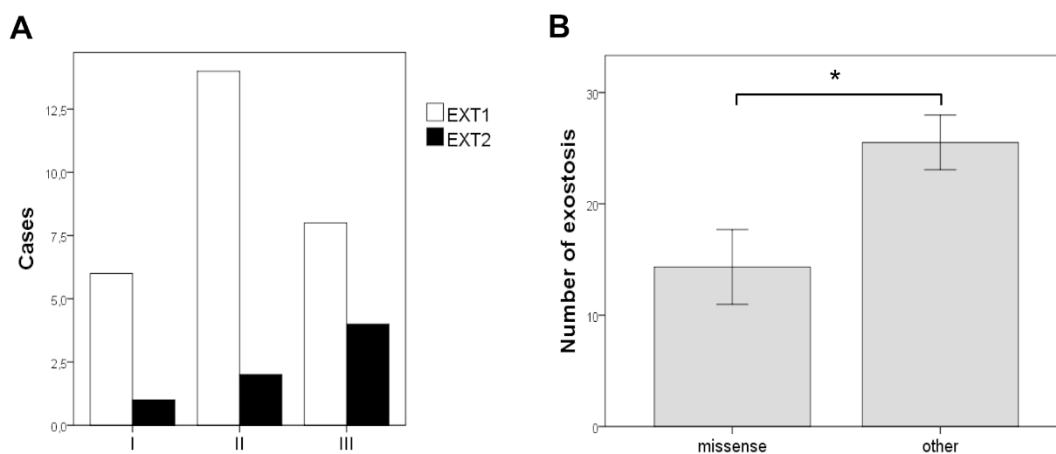 A
Cases
12,5
10,0
7,5
5,0
2,5
0,0
I II III
EXT1
EXT2
B
Number of exostosis
30
20
10
0
*
missense other